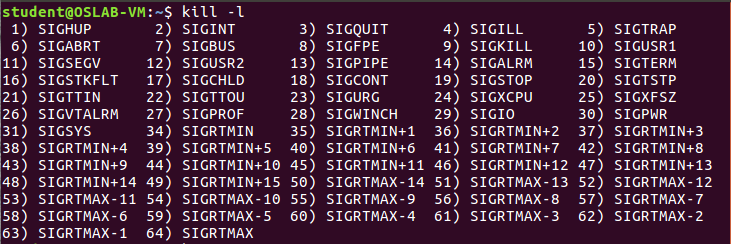 student@OSLAB-VM:~$ kill -l
 1) SIGHUP       2) SIGINT       3) SIGQUIT      4) SIGILL       5) SIGTRAP
 6) SIGABRT      7) SIGBUS       8) SIGFPE       9) SIGKILL     10) SIGUSR1
11) SIGSEGV     12) SIGUSR2     13) SIGPIPE     14) SIGALRM     15) SIGTERM
16) SIGSTKFLT   17) SIGCHLD     18) SIGCONT     19) SIGSTOP     20) SIGTSTP
21) SIGTTIN     22) SIGTTOU     23) SIGURG      24) SIGXCPU     25) SIGXFSZ
26) SIGVTALRM   27) SIGPROF     28) SIGWINCH    29) SIGIO       30) SIGPWR
31) SIGSYS      34) SIGRTMIN    35) SIGRTMIN+1  36) SIGRTMIN+2  37) SIGRTMIN+3
38) SIGRTMIN+4  39) SIGRTMIN+5  40) SIGRTMIN+6  41) SIGRTMIN+7  42) SIGRTMIN+8
43) SIGRTMIN+9  44) SIGRTMIN+10 45) SIGRTMIN+11 46) SIGRTMIN+12 47) SIGRTMIN+13
48) SIGRTMIN+14 49) SIGRTMIN+15 50) SIGRTMAX-14 51) SIGRTMAX-13 52) SIGRTMAX-12
53) SIGRTMAX-11 54) SIGRTMAX-10 55) SIGRTMAX-9  56) SIGRTMAX-8  57) SIGRTMAX-7
58) SIGRTMAX-6  59) SIGRTMAX-5  60) SIGRTMAX-4  61) SIGRTMAX-3  62) SIGRTMAX-2
63) SIGRTMAX-1  64) SIGRTMAX